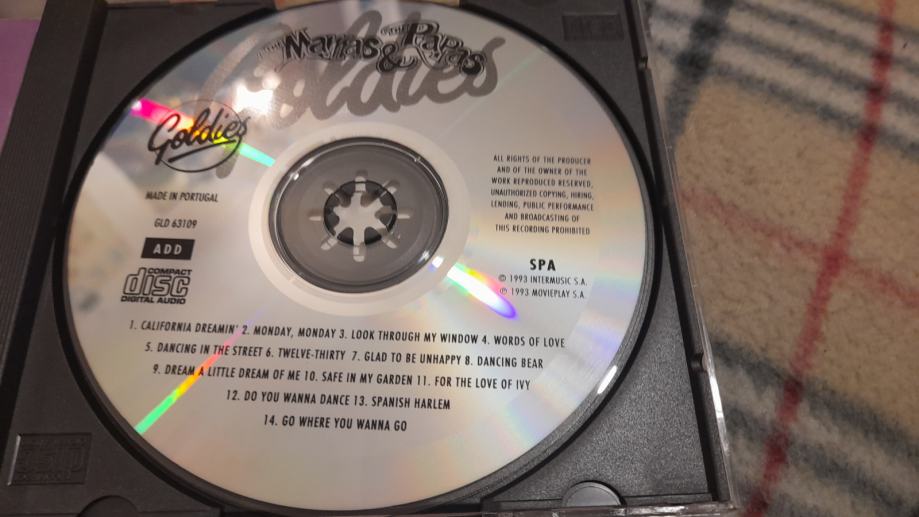 The Mamas & The Papas
Goldies
Goldies
MADE IN PORTUGAL
GLD 63109
ADD
COMPACT
disc
DIGITAL AUDIO
ALL RIGHTS OF THE PRODUCER
AND OF THE OWNER OF THE
WORK REPRODUCED RESERVED,
UNAUTHORIZED COPYING, HIRING,
LENDING, PUBLIC PERFORMANCE
AND BROADCASTING OF
THIS RECORDING PROHIBITED
SPA
© 1993 INTERMUSIC S.A.
℗ 1993 MOVIEPLAY S.A.
1. CALIFORNIA DREAMIN' 2. MONDAY, MONDAY 3. LOOK THROUGH MY WINDOW 4. WORDS OF LOVE
5. DANCING IN THE STREET 6. TWELVE-THIRTY 7. GLAD TO BE UNHAPPY 8. DANCING BEAR
9. DREAM A LITTLE DREAM OF ME 10. SAFE IN MY GARDEN 11. FOR THE LOVE OF IVY
12. DO YOU WANNA DANCE 13. SPANISH HARLEM
14. GO WHERE YOU WANNA GO